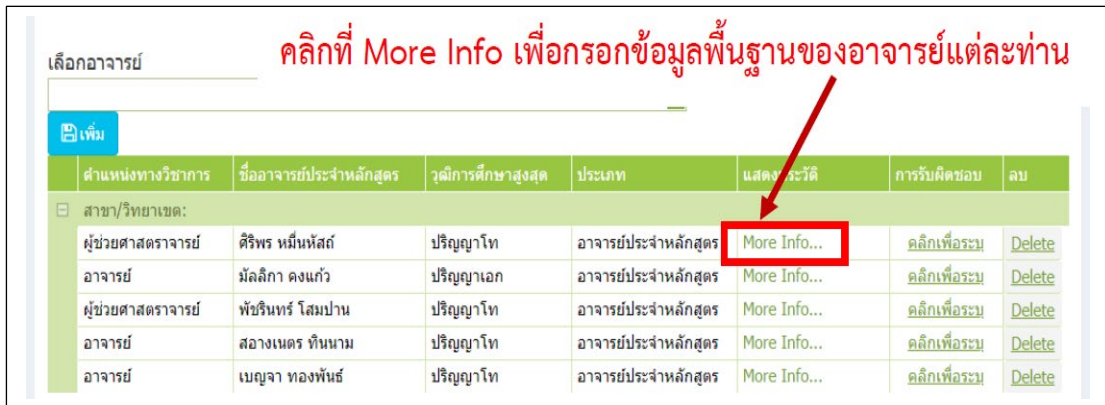 คลิกที่ More Info เพื่อกรอกข้อมูลพื้นฐานของอาจารย์แต่ละท่าน
เลือกอาจารย์
เพิ่ม
ตำแหน่งทางวิชาการ ชื่ออาจารย์ประจำหลักสูตร วุฒิการศึกษาสูงสุด ประเภท แสดงประวัติ การรับผิดชอบ ลบ
สาขา/วิทยาเขต:
ผู้ช่วยศาสตราจารย์ ศิริพร หมื่นหัสถ์ ปริญญาโท อาจารย์ประจำหลักสูตร More Info... คลิกเพื่อระบุ Delete
อาจารย์ มัลลิกา ดงแก้ว ปริญญาเอก อาจารย์ประจำหลักสูตร More Info... คลิกเพื่อระบุ Delete
ผู้ช่วยศาสตราจารย์ พัชรินทร์ โสมปาน ปริญญาโท อาจารย์ประจำหลักสูตร More Info... คลิกเพื่อระบุ Delete
อาจารย์ สอางเนตร ทินนาม ปริญญาโท อาจารย์ประจำหลักสูตร More Info... คลิกเพื่อระบุ Delete
อาจารย์ เบญจา ทองพันธ์ ปริญญาโท อาจารย์ประจำหลักสูตร More Info... คลิกเพื่อระบุ Delete